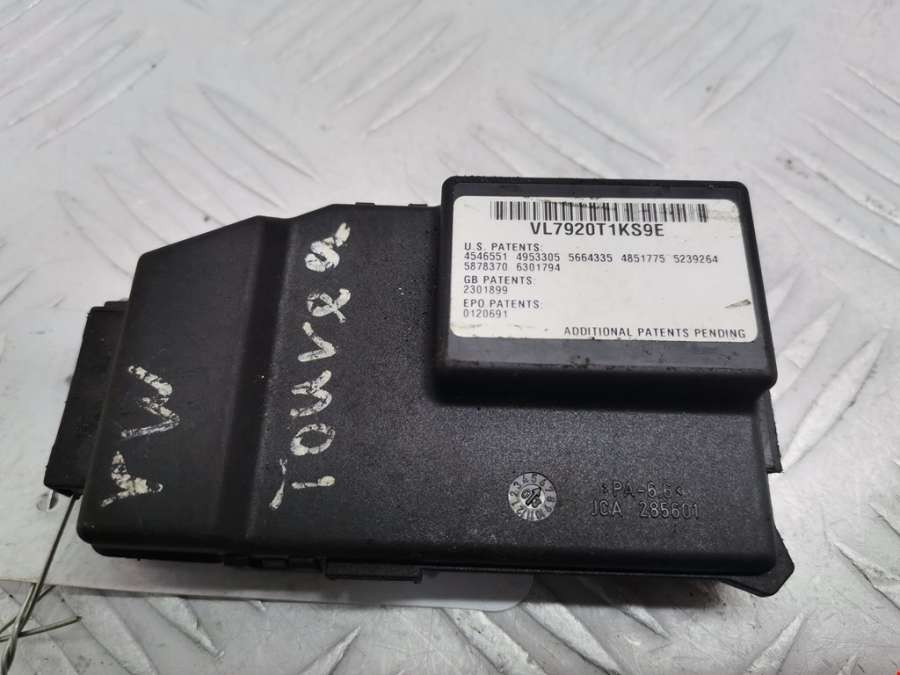 VL7920T1KS9E
U.S. PATENTS:
4546551 4953305 5664335 4851775 5239264
5878370 6301794
GB PATENTS:
2301899
EPO PATENTS:
0120691
ADDITIONAL PATENTS PENDING
VW
Touran
>PA-6.6<
JCA 285601